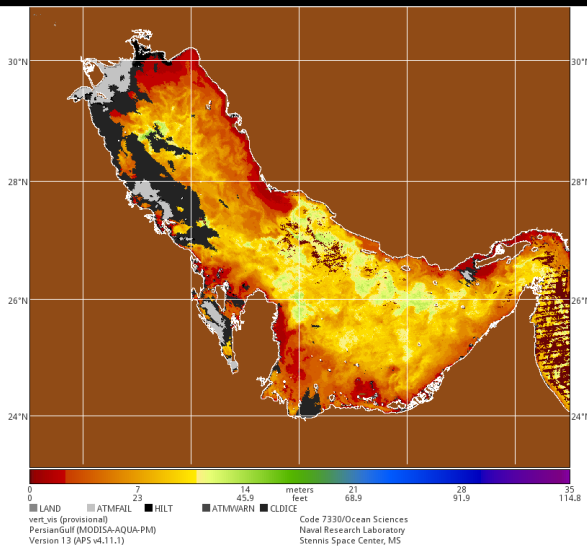 30°N 30°N
28°N 28°N
26°N 26°N
24°N 24°N
0 7 14 meters 21 28 35
0 23 45.9 feet 68.9 91.9 114.8
LAND ATMFAIL HILT ATMWARN CLDICE
vert_vis (provisional) Code 7330/Ocean Sciences
PersianGulf (MODISA-AQUA-PM) Naval Research Laboratory
Version 13 (APS v4.11.1) Stennis Space Center, MS